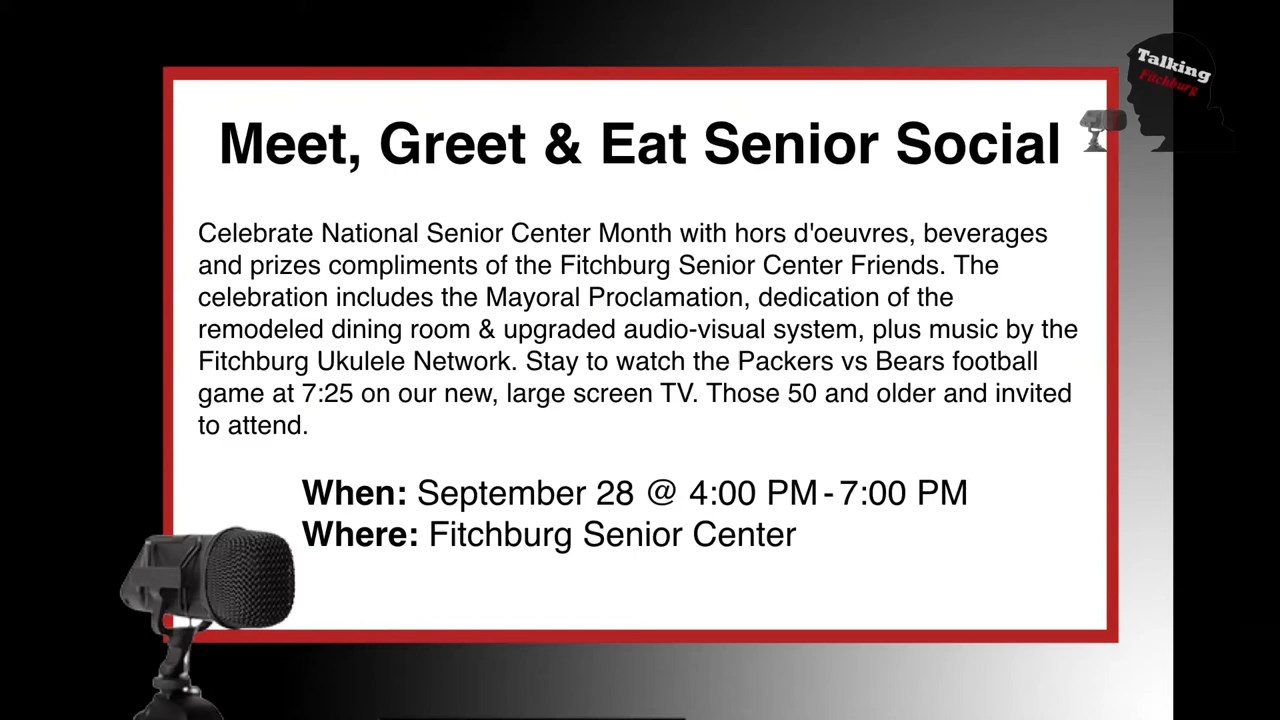 Talking
Fitchburg
Meet, Greet & Eat Senior Social
Celebrate National Senior Center Month with hors d'oeuvres, beverages
and prizes compliments of the Fitchburg Senior Center Friends. The
celebration includes the Mayoral Proclamation, dedication of the
remodeled dining room & upgraded audio-visual system, plus music by the
Fitchburg Ukulele Network. Stay to watch the Packers vs Bears football
game at 7:25 on our new, large screen TV. Those 50 and older and invited
to attend.
When: September 28 @ 4:00 PM - 7:00 PM
Where: Fitchburg Senior Center